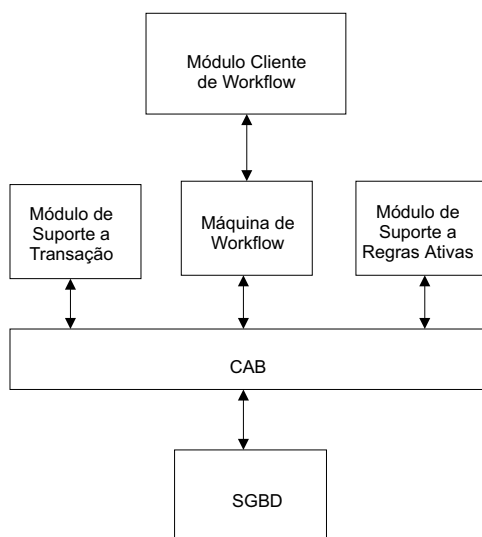 Módulo Cliente
de Workflow
Módulo de
Suporte a
Transação
Máquina de
Workflow
Módulo de
Suporte a
Regras Ativas
CAB
SGBD